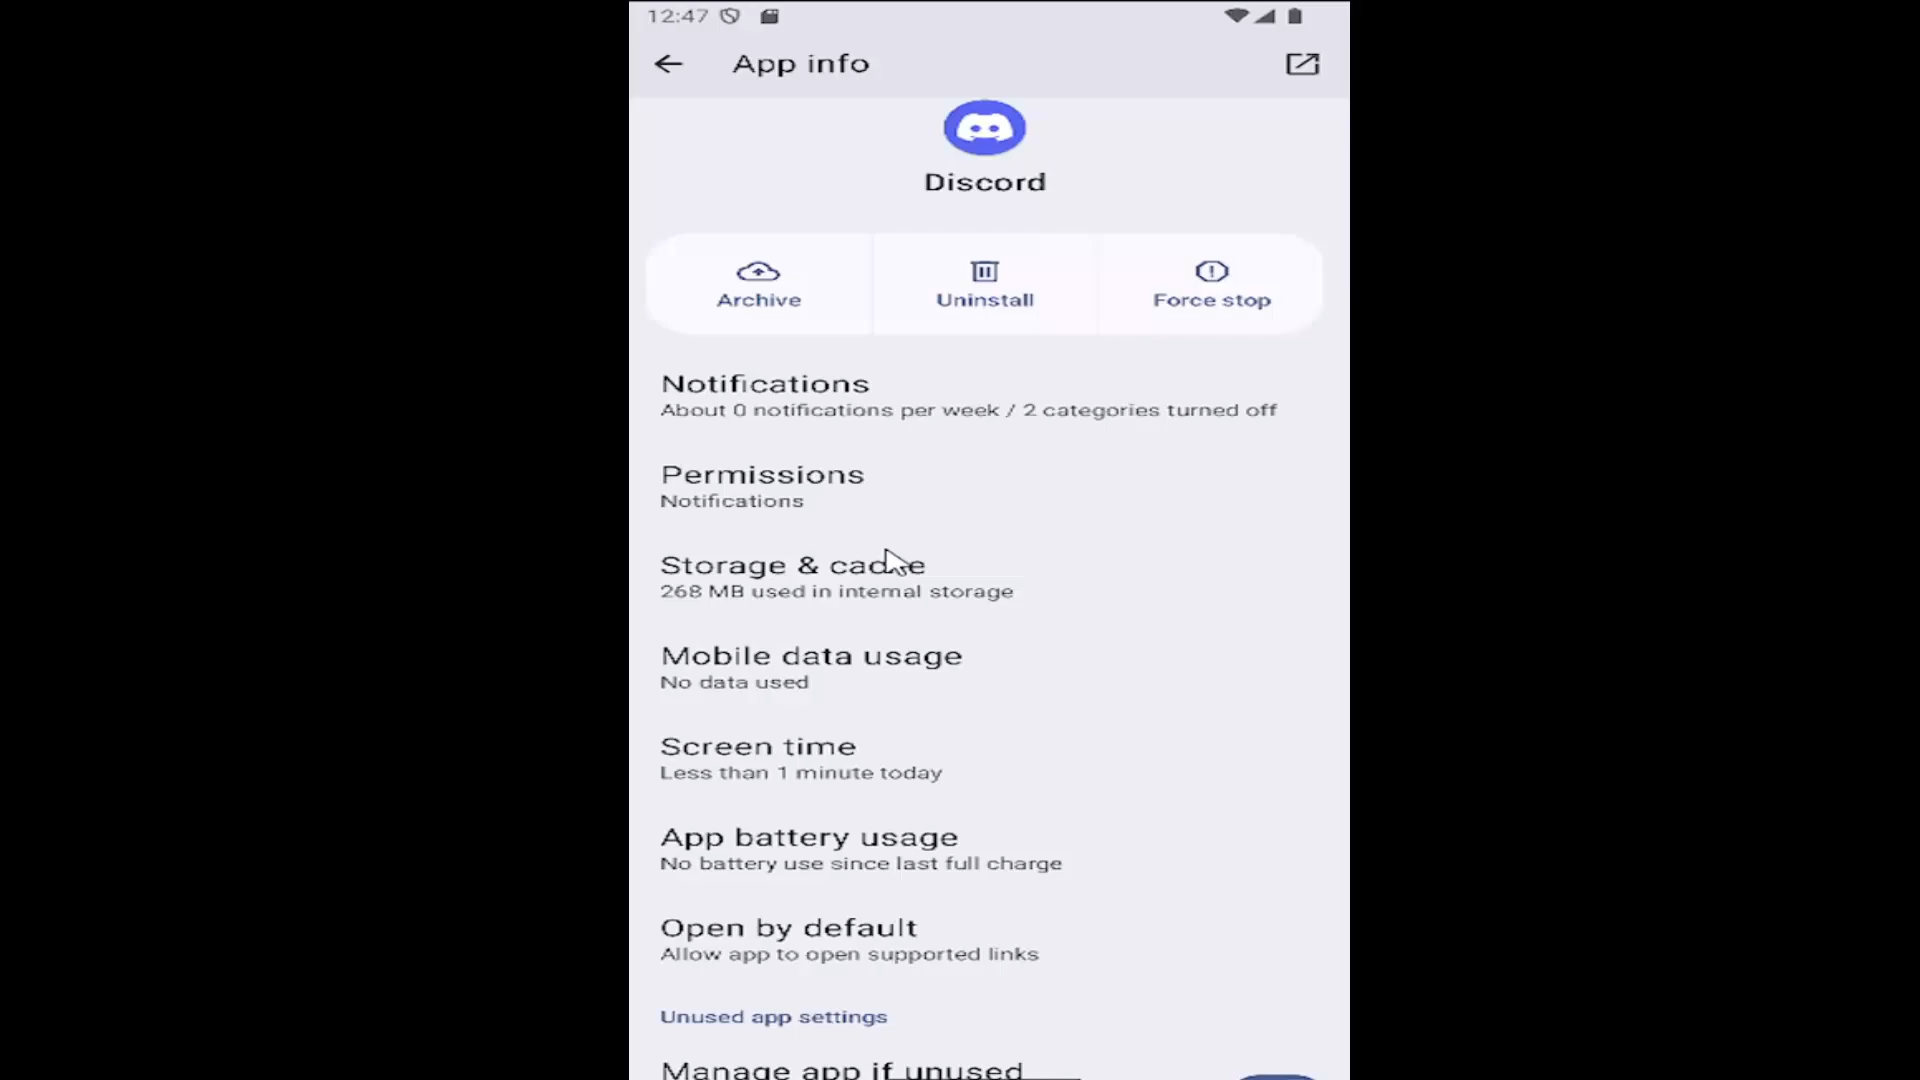 12:47
App info
Discord
Archive
Uninstall
Force stop
Notifications
About 0 notifications per week / 2 categories turned off
Permissions
Notifications
Storage & cache
268 MB used in internal storage
Mobile data usage
No data used
Screen time
Less than 1 minute today
App battery usage
No battery use since last full charge
Open by default
Allow app to open supported links
Unused app settings
Manage app if unused